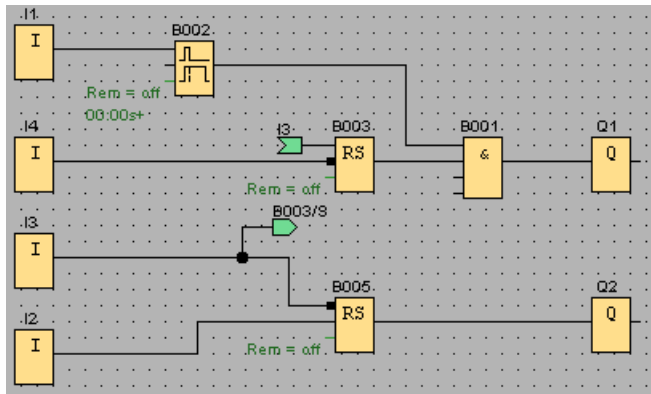 I1
I
B002
Rem = off
00:00s+
I4
I
I3
B003
RS
Rem = off
B001
&
Q1
Q
B003/S
I3
I
B005
RS
Rem = off
Q2
Q
I2
I